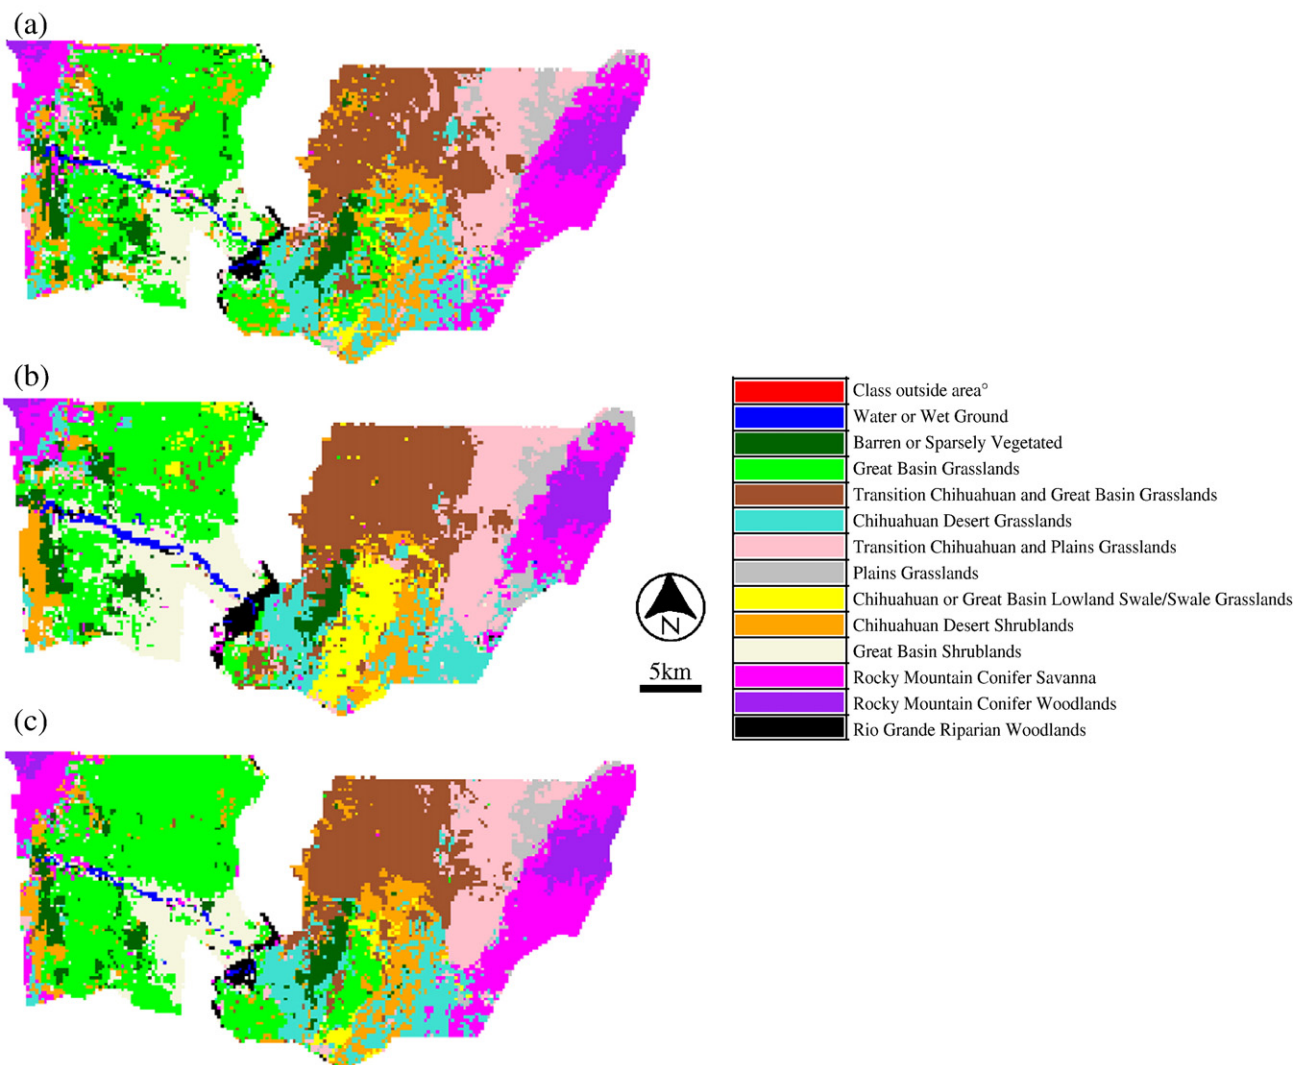 (a)
(b)
(c)
Class outside area°
Water or Wet Ground
Barren or Sparsely Vegetated
Great Basin Grasslands
Transition Chihuahuan and Great Basin Grasslands
Chihuahuan Desert Grasslands
Transition Chihuahuan and Plains Grasslands
Plains Grasslands
Chihuahuan or Great Basin Lowland Swale/Swale Grasslands
Chihuahuan Desert Shrublands
Great Basin Shrublands
Rocky Mountain Conifer Savanna
Rocky Mountain Conifer Woodlands
Rio Grande Riparian Woodlands
N
5km